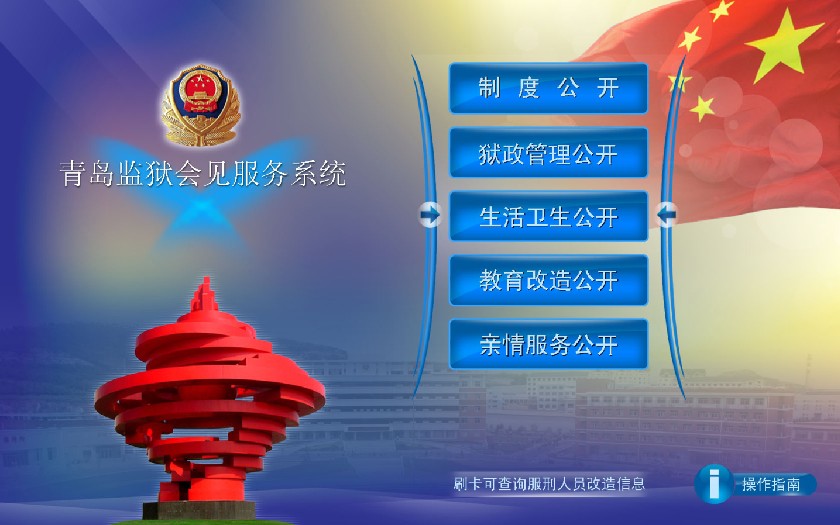 青岛监狱会见服务系统
制度公开
狱政管理公开
生活卫生公开
教育改造公开
亲情服务公开
刷卡可查询服刑人员改造信息
操作指南